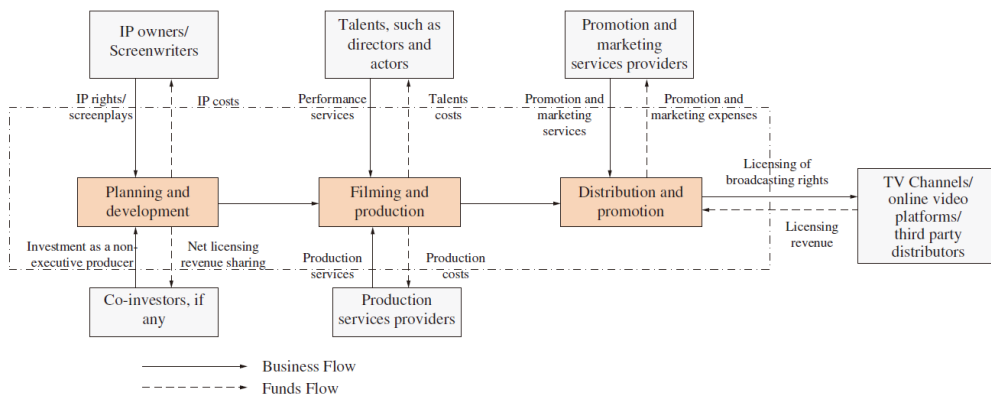 IP owners/
Screenwriters
Talents, such as
directors and
actors
Promotion and
marketing
services providers
IP rights/
screenplays
IP costs
Performance
services
Talents
costs
Promotion and
marketing
services
Promotion and
marketing expenses
Planning and
development
Filming and
production
Distribution and
promotion
Licensing of
broadcasting rights
Licensing
revenue
TV Channels/
online video
platforms/
third party
distributors
Investment as a non-
executive producer
Net licensing
revenue sharing
Production
services
Production
costs
Co-investors, if
any
Production
services providers
Business Flow
Funds Flow